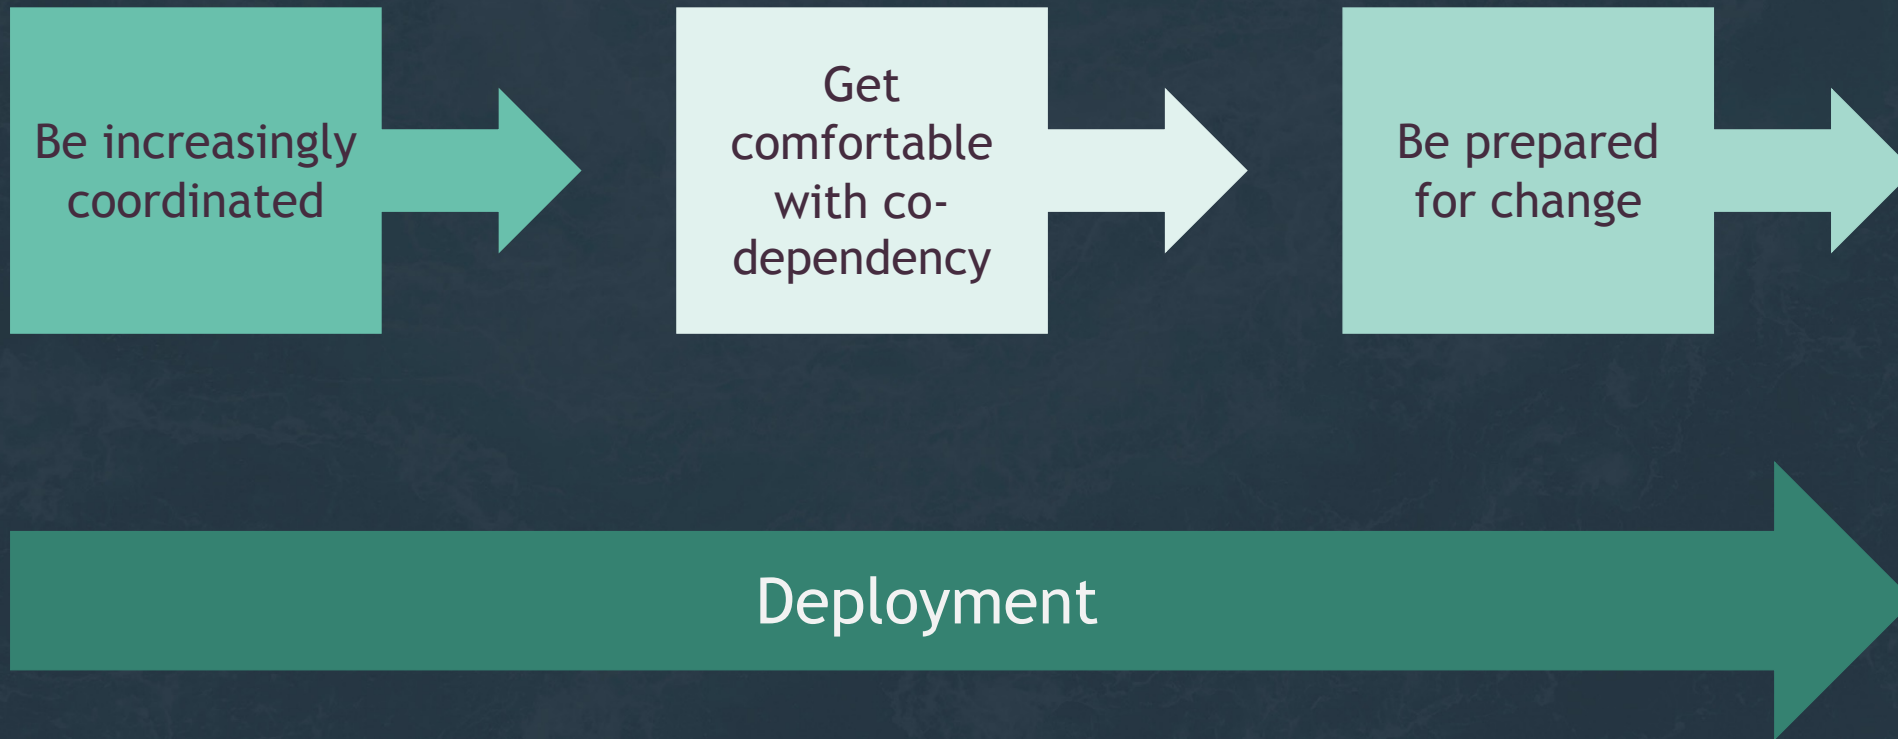 Be increasingly
coordinated
Get
comfortable
with co-
dependency
Be prepared
for change
Deployment